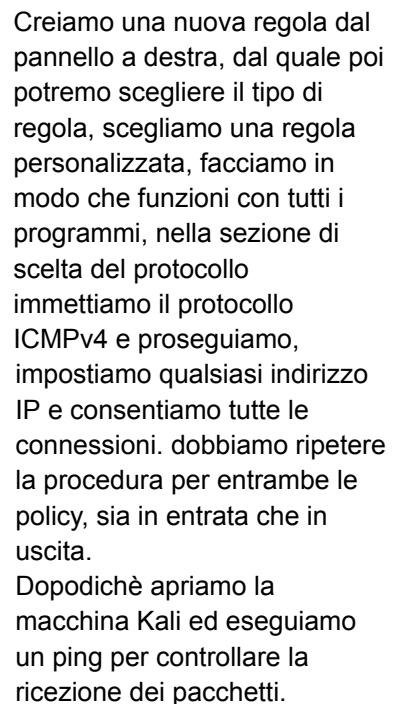 Creiamo una nuova regola dal
pannello a destra, dal quale poi
potremo scegliere il tipo di
regola, scegliamo una regola
personalizzata, facciamo in
modo che funzioni con tutti i
programmi, nella sezione di
scelta del protocollo
immettiamo il protocollo
ICMPv4 e proseguiamo,
impostiamo qualsiasi indirizzo
IP e consentiamo tutte le
connessioni. dobbiamo ripetere
la procedura per entrambe le
policy, sia in entrata che in
uscita.
Dopodichè apriamo la
macchina Kali ed eseguiamo
un ping per controllare la
ricezione dei pacchetti.